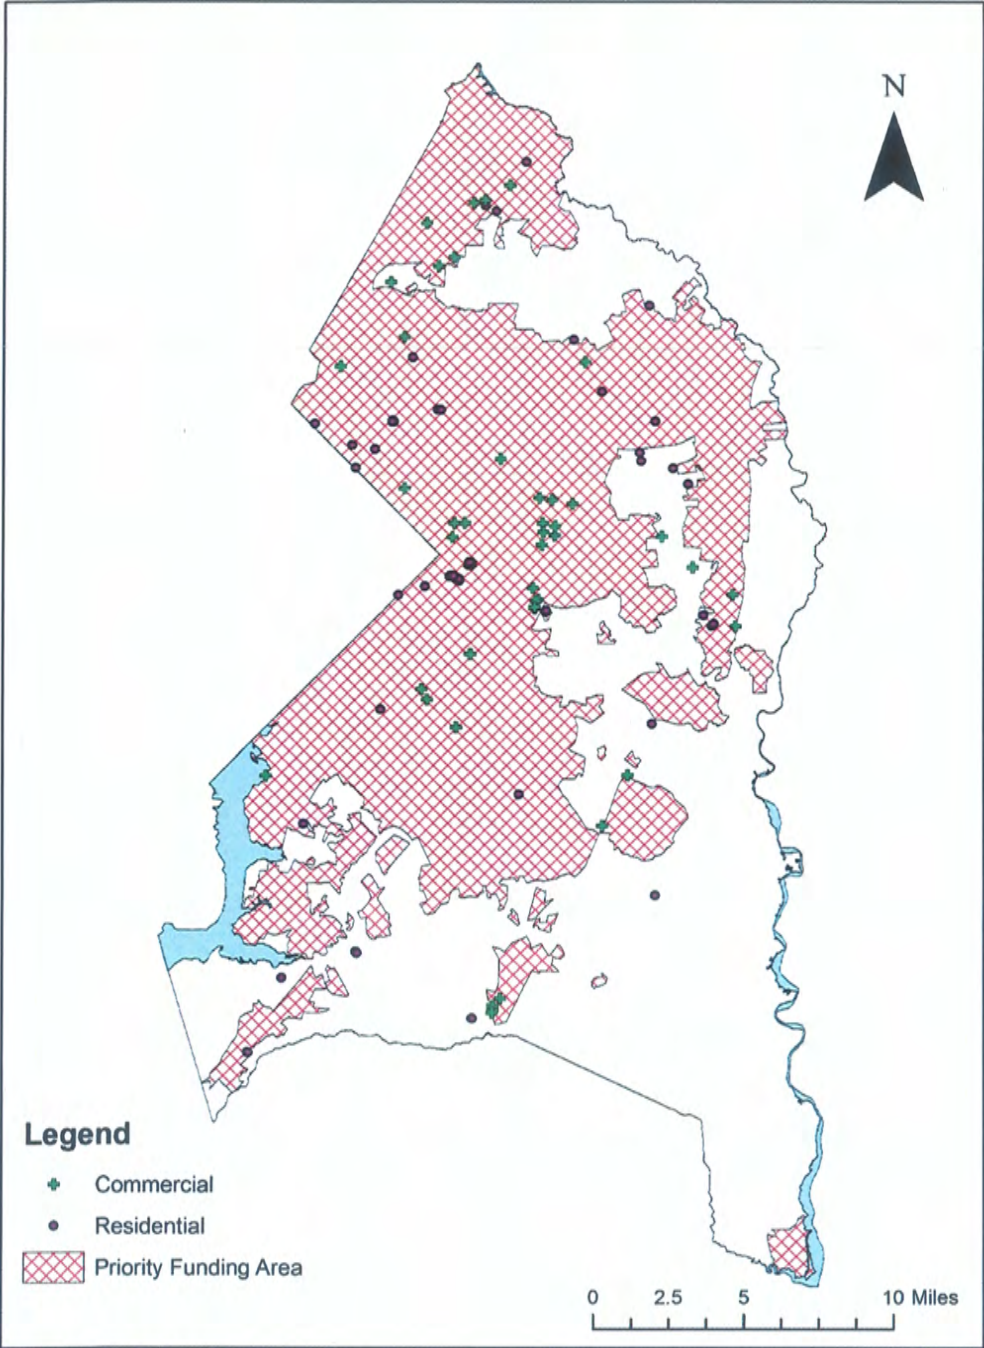 N
Legend
Commercial
Residential
Priority Funding Area
0 2.5 5 10 Miles